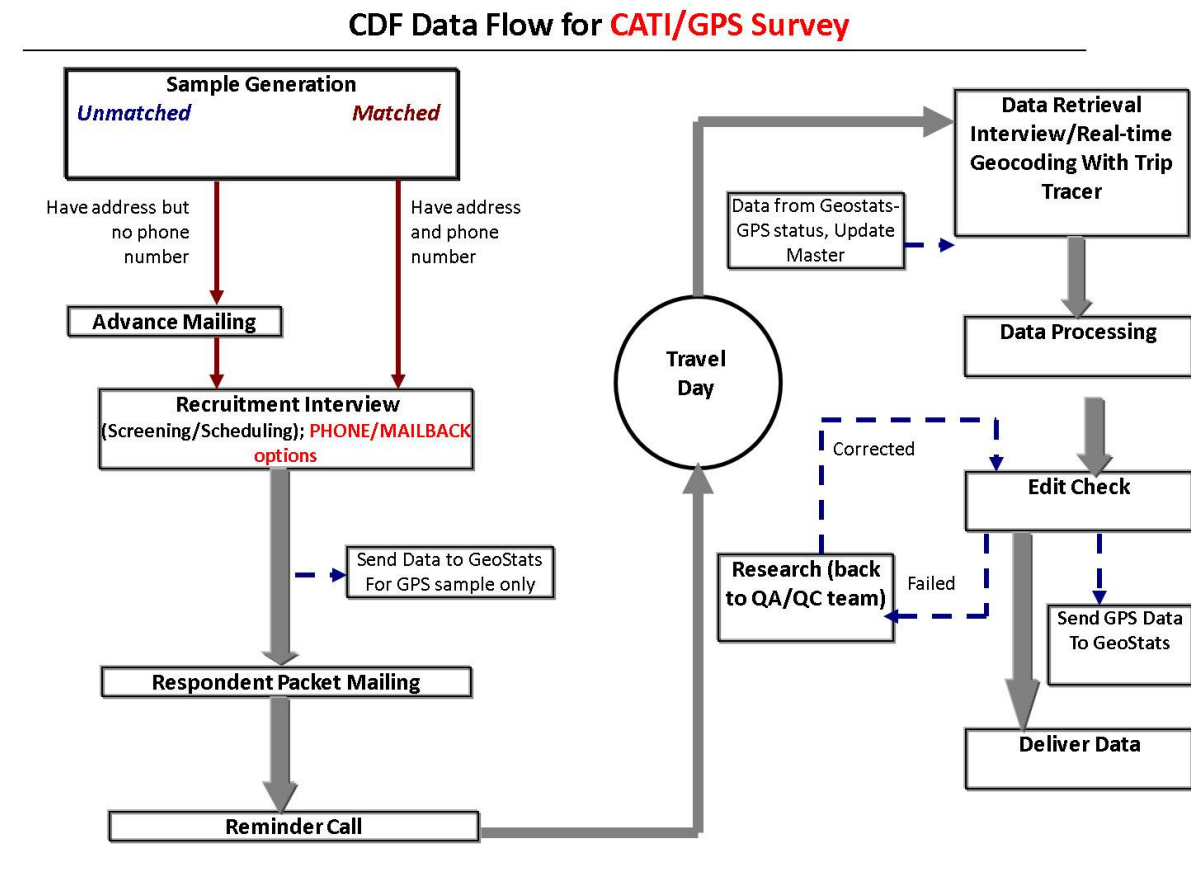 CDF Data Flow for CATI/GPS Survey
Sample Generation
Unmatched Matched
Have address but
no phone
number
Have address
and phone
number
Advance Mailing
Recruitment Interview
(Screening/Scheduling); PHONE/MAILBACK
options
Send Data to GeoStats
For GPS sample only
Respondent Packet Mailing
Reminder Call
Travel
Day
Data Retrieval
Interview/Real-time
Geocoding With Trip
Tracer
Data from Geostats-
GPS status, Update
Master
Data Processing
Corrected
Edit Check
Research (back
to QA/QC team)
Failed
Send GPS Data
To GeoStats
Deliver Data